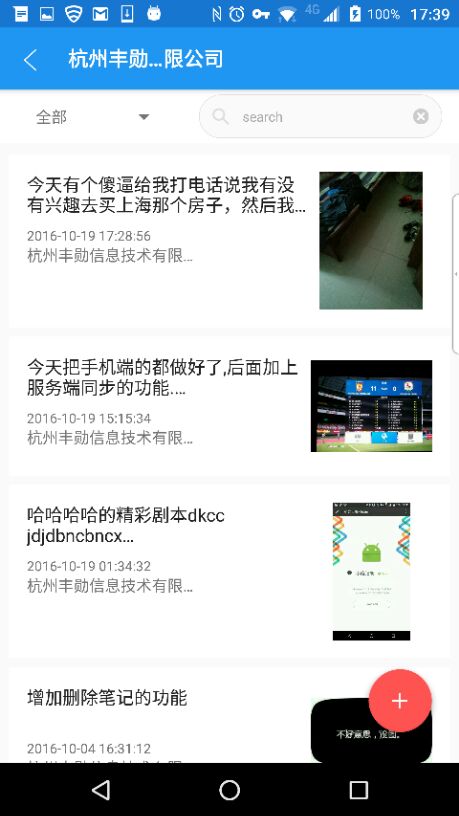 4G 100% 17:39
杭州丰勋...限公司
全部
search
今天有个傻逼给我打电话说我有没
有兴趣去买上海那个房子，然后我...
2016-10-19 17:28:56
杭州丰勋信息技术有限...
今天把手机端的都做好了,后面加上
服务端同步的功能....
2016-10-19 15:15:34
杭州丰勋信息技术有限...
11 0
哈哈哈哈的精彩剧本dkcc
jdjdbncbncx...
2016-10-19 01:34:32
杭州丰勋信息技术有限...
增加删除笔记的功能
2016-10-04 16:31:12
不好意思，没图。